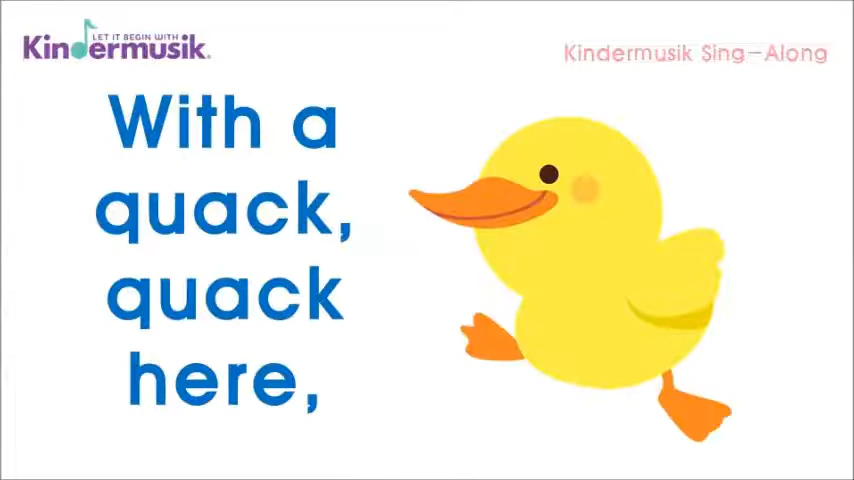 LET IT BEGIN WITH
Kindermusik®
Kindermusik Sing-Along
With a
quack,
quack
here,